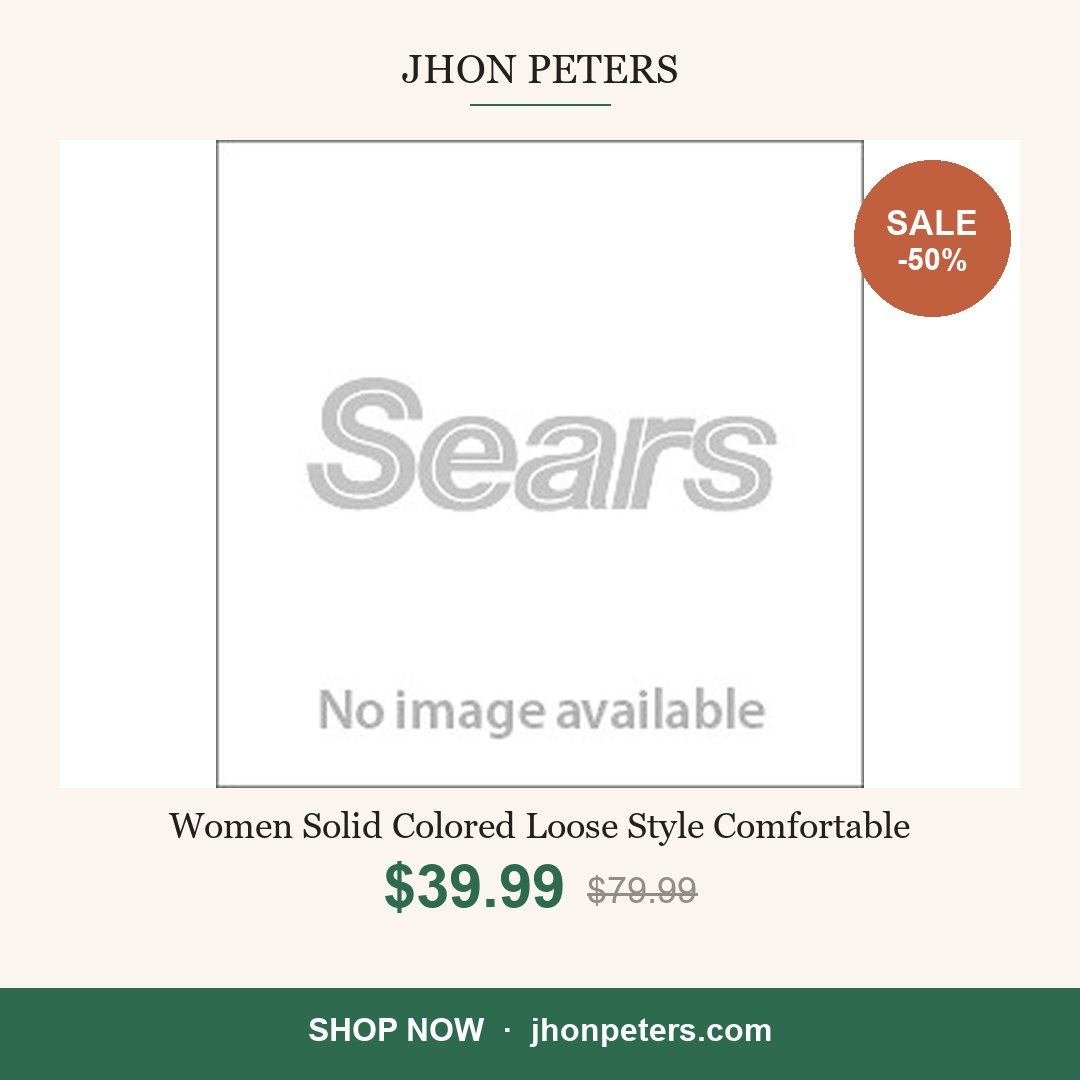 JHON PETERS
SALE
-50%
Sears
No image available
Women Solid Colored Loose Style Comfortable
$39.99 $79.99
SHOP NOW · jhonpeters.com